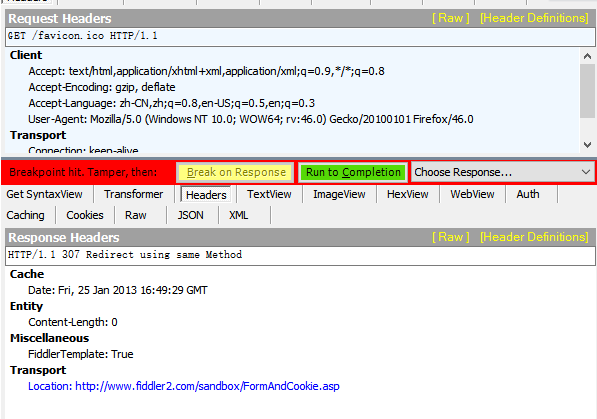 Headers
Request Headers [ Raw ] [Header Definitions]
GET /favicon.ico HTTP/1.1
Client
Accept: text/html,application/xhtml+xml,application/xml;q=0.9,*/*;q=0.8
Accept-Encoding: gzip, deflate
Accept-Language: zh-CN,zh;q=0.8,en-US;q=0.5,en;q=0.3
User-Agent: Mozilla/5.0 (Windows NT 10.0; WOW64; rv:46.0) Gecko/20100101 Firefox/46.0
Transport
Connection: keep-alive
Breakpoint hit. Tamper, then: Break on Response Run to Completion Choose Response...
Get SyntaxView Transformer Headers TextView ImageView HexView WebView Auth
Caching Cookies Raw JSON XML
Response Headers [ Raw ] [Header Definitions]
HTTP/1.1 307 Redirect using same Method
Cache
Date: Fri, 25 Jan 2013 16:49:29 GMT
Entity
Content-Length: 0
Miscellaneous
FiddlerTemplate: True
Transport
Location: http://www.fiddler2.com/sandbox/FormAndCookie.asp